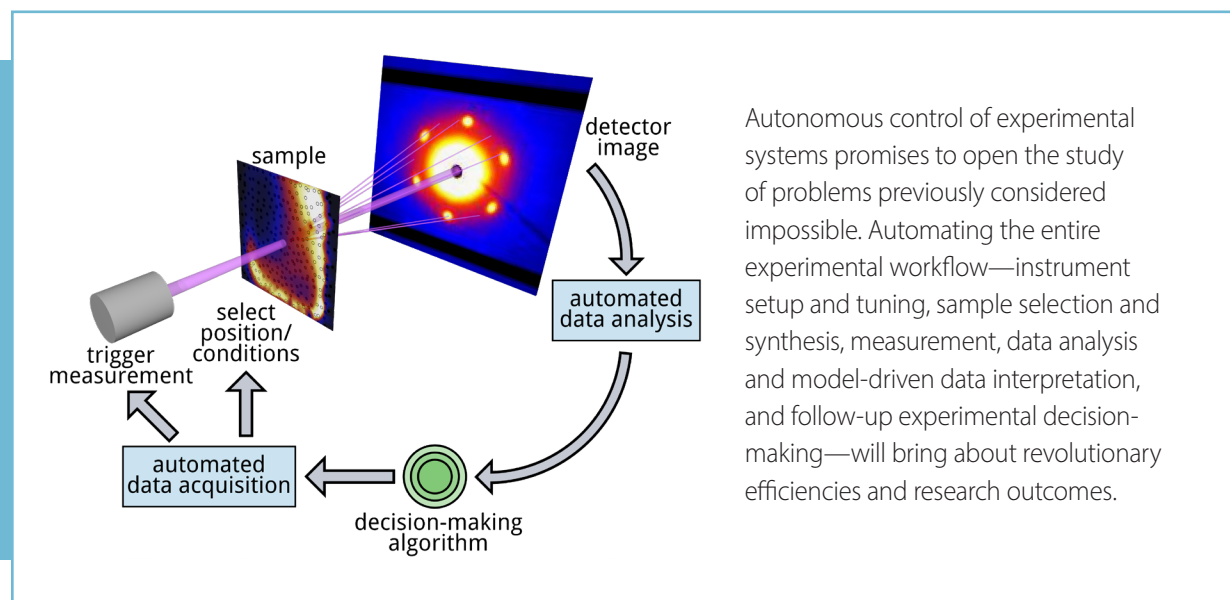 sample
detector
image
automated
data analysis
select
position/
conditions
trigger
measurement
automated
data acquisition
decision-making
algorithm
Autonomous control of experimental
systems promises to open the study
of problems previously considered
impossible. Automating the entire
experimental workflow—instrument
setup and tuning, sample selection and
synthesis, measurement, data analysis
and model-driven data interpretation,
and follow-up experimental decision-
making—will bring about revolutionary
efficiencies and research outcomes.